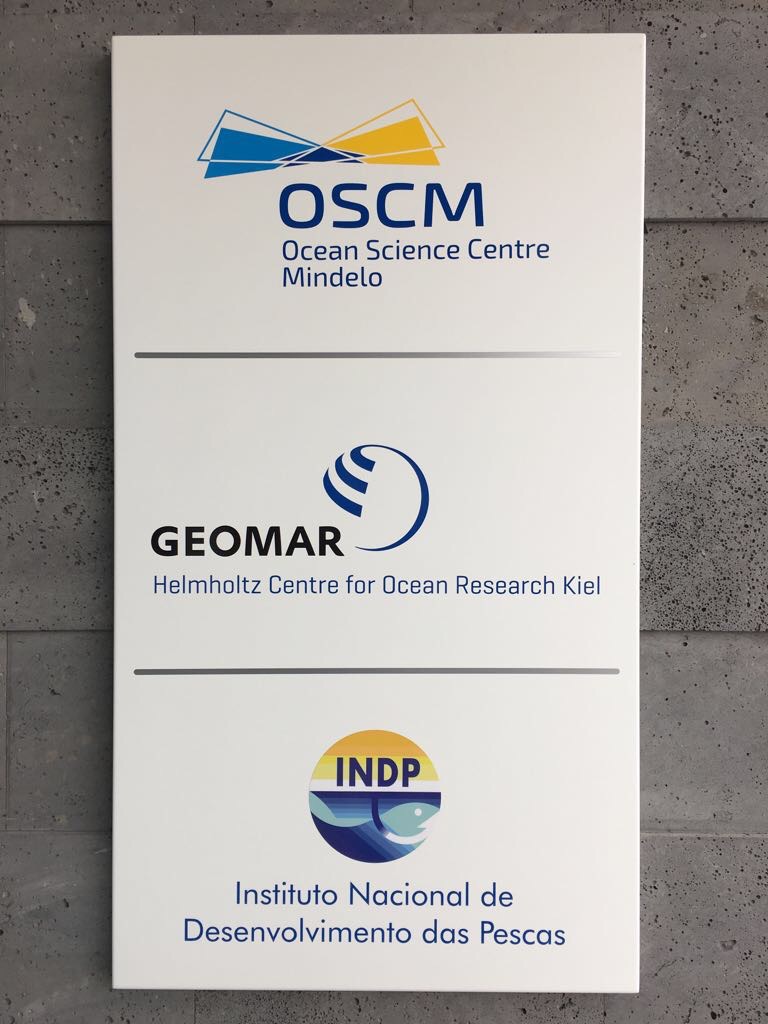 OSCM
Ocean Science Centre
Mindelo
GEOMAR
Helmholtz Centre for Ocean Research Kiel
INDP
Instituto Nacional de
Desenvolvimento das Pescas